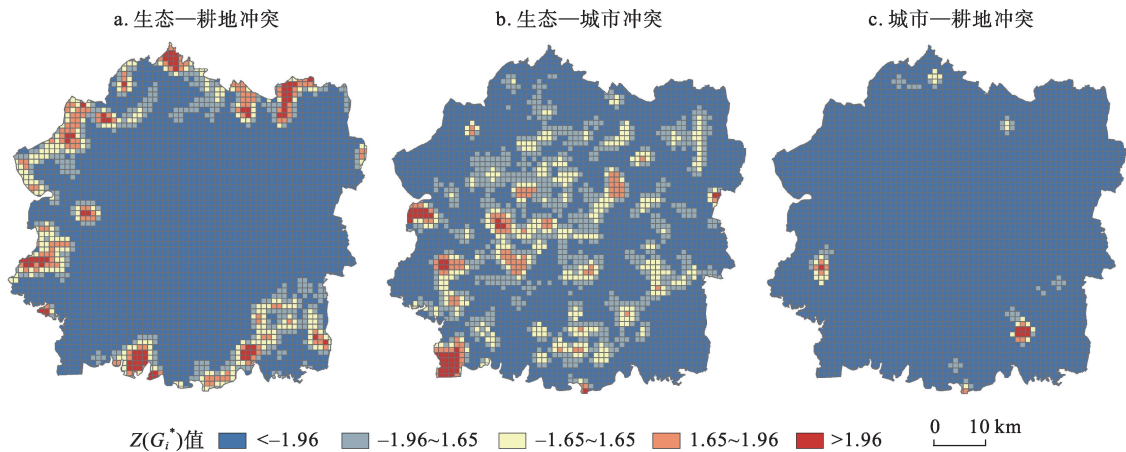 a. 生态—耕地冲突
b. 生态—城市冲突
c. 城市—耕地冲突
Z(G_i^*)值 <−1.96 −1.96~1.65 −1.65~1.65 1.65~1.96 >1.96 0 10 km